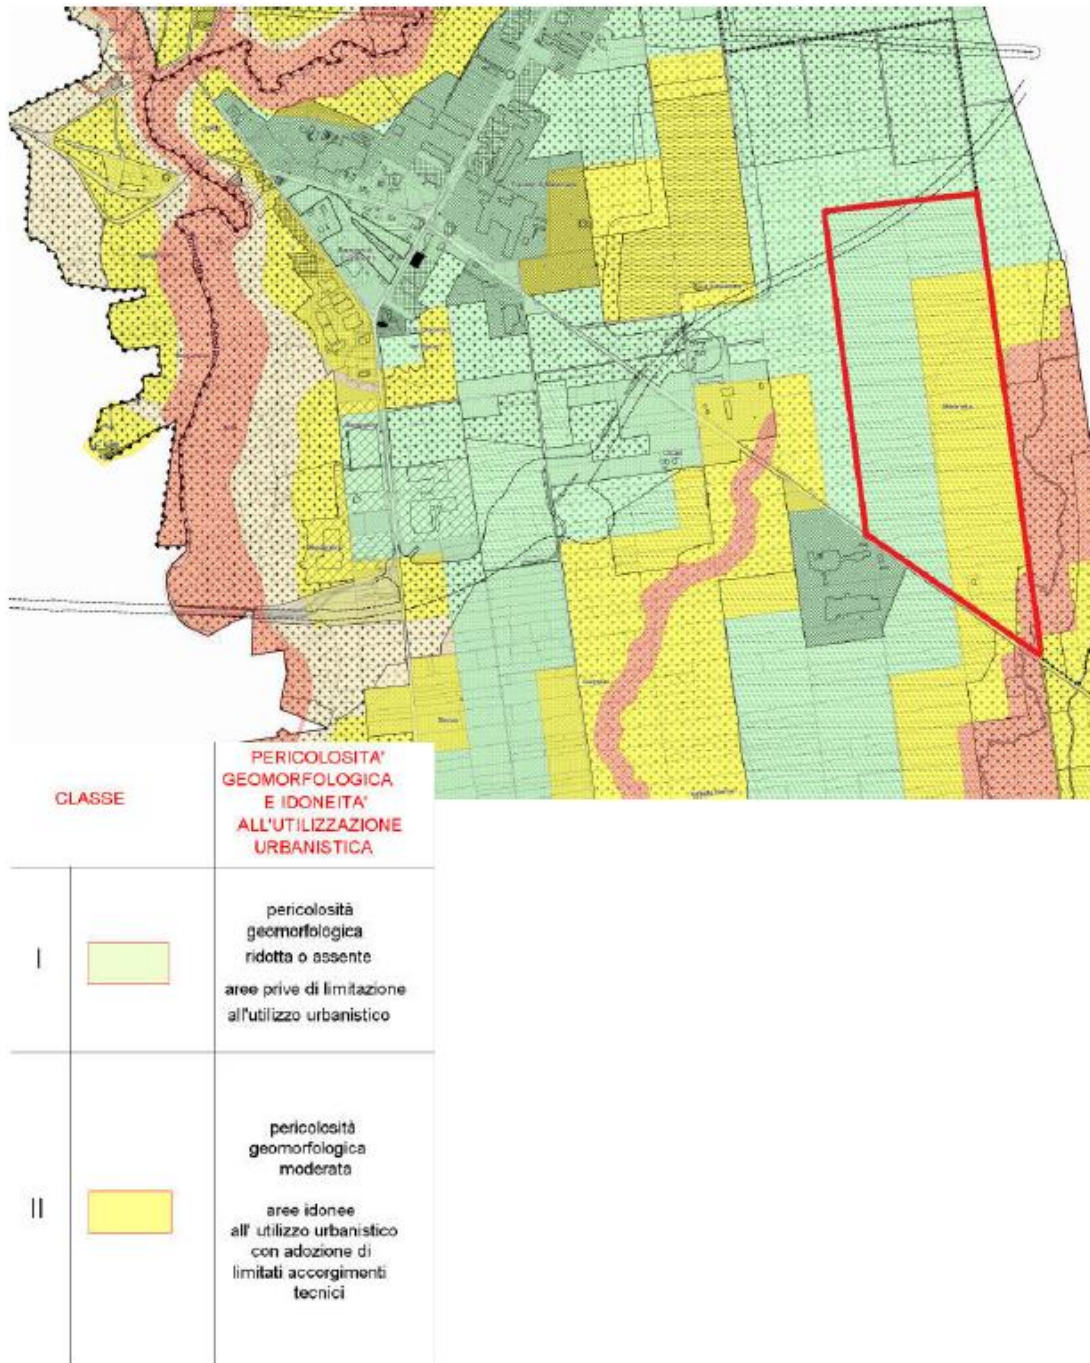 CLASSE
PERICOLOSITA'
GEOMORFOLOGICA
E IDONEITA'
ALL'UTILIZZAZIONE
URBANISTICA
I
pericolosità
geomorfologica
ridotta o assente
aree prive di limitazione
all'utilizzo urbanistico
II
pericolosità
geomorfologica
moderata
aree idonee
all' utilizzo urbanistico
con adozione di
limitati accorgimenti
tecnici